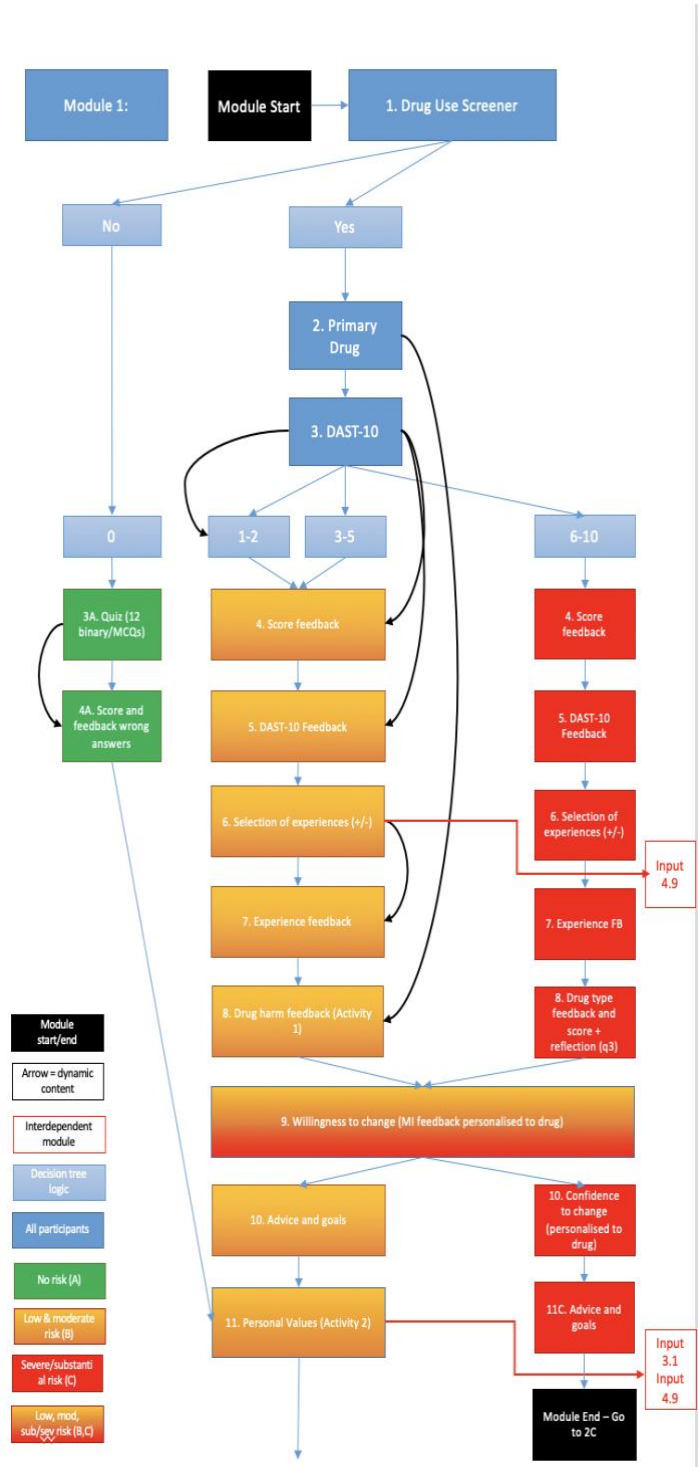 Module 1:
Module Start
1. Drug Use Screener
No
Yes
2. Primary
Drug
3. DAST-10
0
1-2
3-5
6-10
3A. Quiz (12
binary/MCQs)
4. Score feedback
4. Score
feedback
4A. Score and
feedback wrong
answers
5. DAST-10 Feedback
5. DAST-10
Feedback
6. Selection of experiences (+/-)
6. Selection of
experiences (+/-)
Input
4.9
7. Experience feedback
7. Experience FB
8. Drug harm feedback (Activity
1)
8. Drug type
feedback and
score +
reflection (q3)
9. Willingness to change (MI feedback personalised to drug)
10. Advice and goals
10. Confidence
to change
(personalised to
drug)
11. Personal Values (Activity 2)
11C. Advice and
goals
Input
3.1
Input
4.9
Module End – Go
to 2C
Module
start/end
Arrow = dynamic
content
Interdependent
module
Decision tree
logic
All participants
No risk (A)
Low & moderate
risk (B)
Severe/substanti
al risk (C)
Low, mod,
sub/sev risk (B,C)